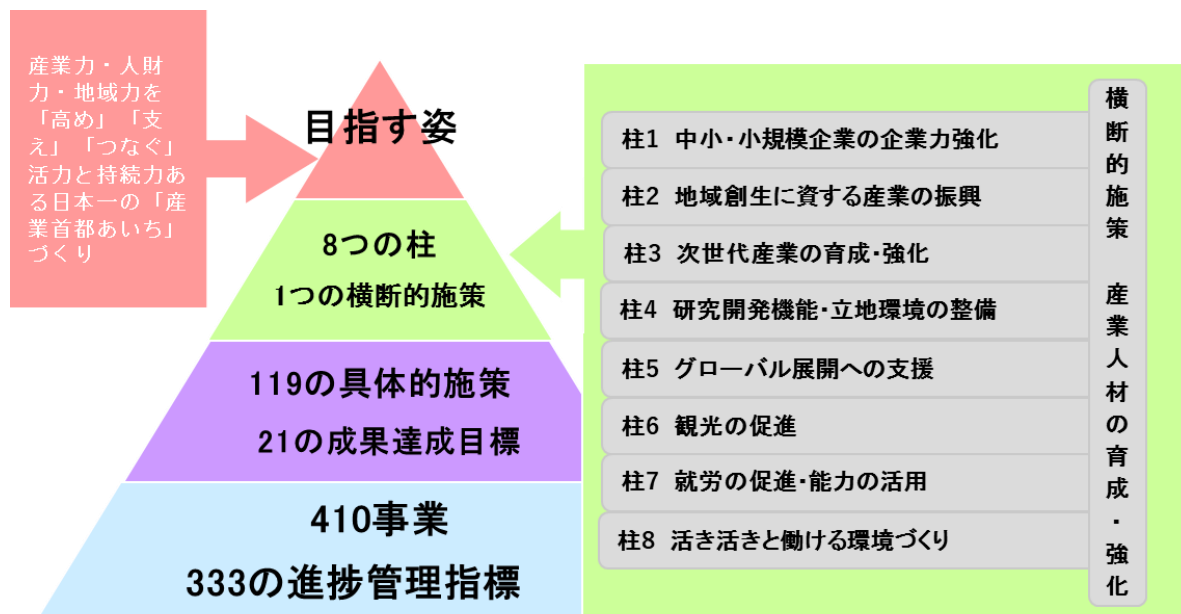 産業力・人財
力・地域力を
「高め」「支
え」「つなぐ」
活力と持続力あ
る日本一の「産
業首都あいち」
づくり
目指す姿
8つの柱
1つの横断的施策
119の具体的施策
21の成果達成目標
410事業
333の進捗管理指標
柱1 中小・小規模企業の企業力強化
柱2 地域創生に資する産業の振興
柱3 次世代産業の育成・強化
柱4 研究開発機能・立地環境の整備
柱5 グローバル展開への支援
柱6 観光の促進
柱7 就労の促進・能力の活用
柱8 活き活きと働ける環境づくり
横断的施策 産業人材の育成・強化